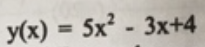 y(x) = 5x² - 3x+4